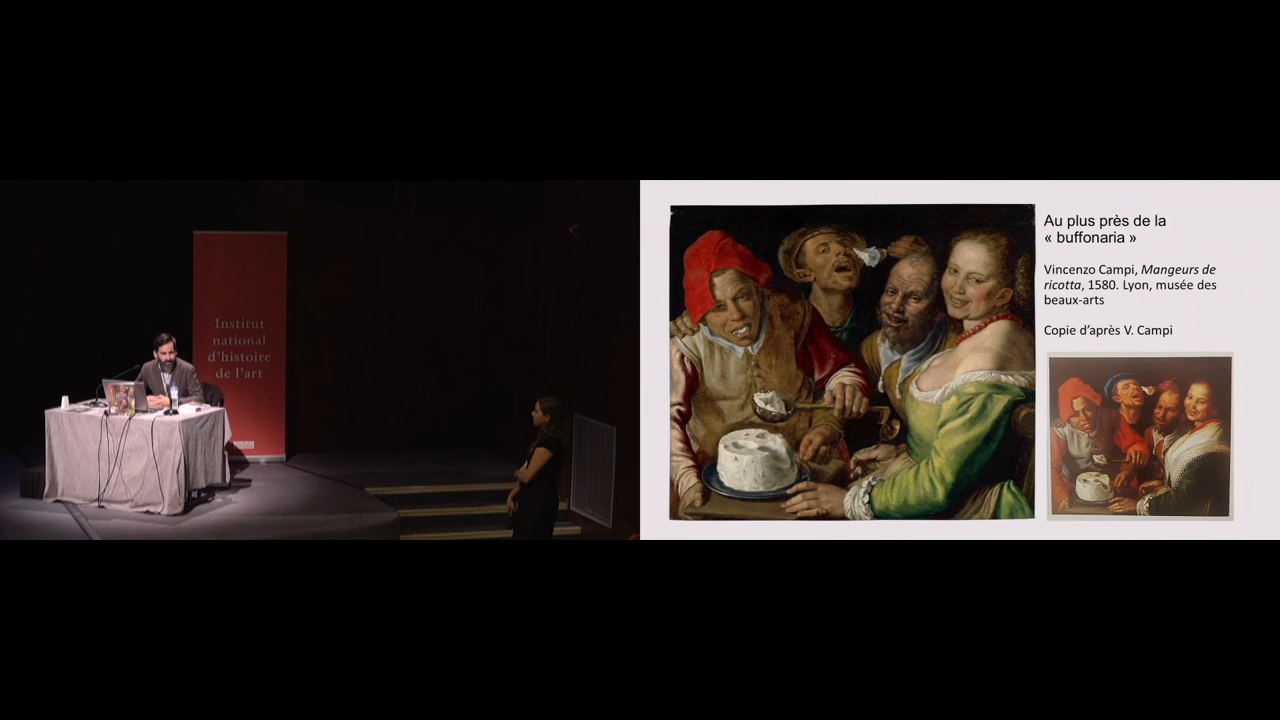 Institut
national
d'histoire
de l'art
Au plus près de la
« buffonaria »
Vincenzo Campi, Mangeurs de
ricotta, 1580. Lyon, musée des
beaux-arts
Copie d'après V. Campi